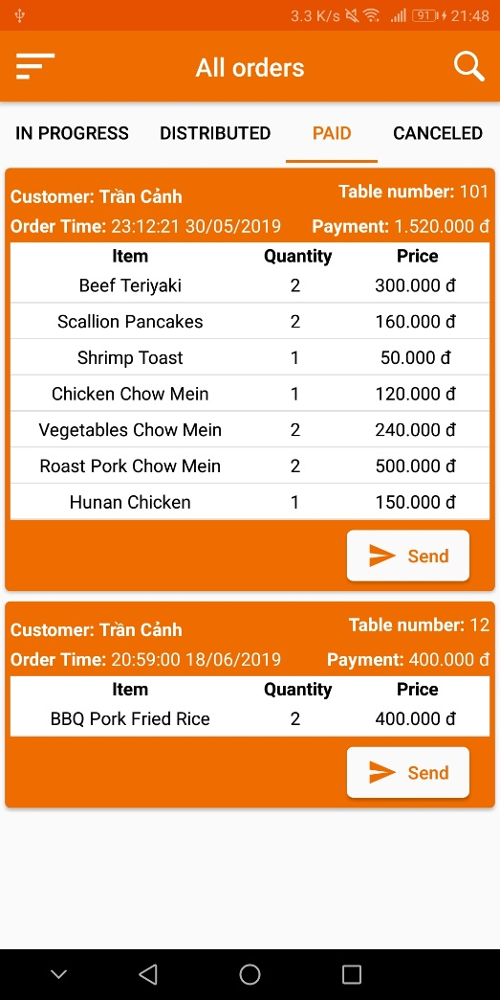 3.3 K/s 91 21:48
All orders
IN PROGRESS DISTRIBUTED PAID CANCELED
Customer: Trần Cảnh Table number: 101
Order Time: 23:12:21 30/05/2019 Payment: 1.520.000 đ
Item Quantity Price
Beef Teriyaki 2 300.000 đ
Scallion Pancakes 2 160.000 đ
Shrimp Toast 1 50.000 đ
Chicken Chow Mein 1 120.000 đ
Vegetables Chow Mein 2 240.000 đ
Roast Pork Chow Mein 2 500.000 đ
Hunan Chicken 1 150.000 đ
Send
Customer: Trần Cảnh Table number: 12
Order Time: 20:59:00 18/06/2019 Payment: 400.000 đ
Item Quantity Price
BBQ Pork Fried Rice 2 400.000 đ
Send